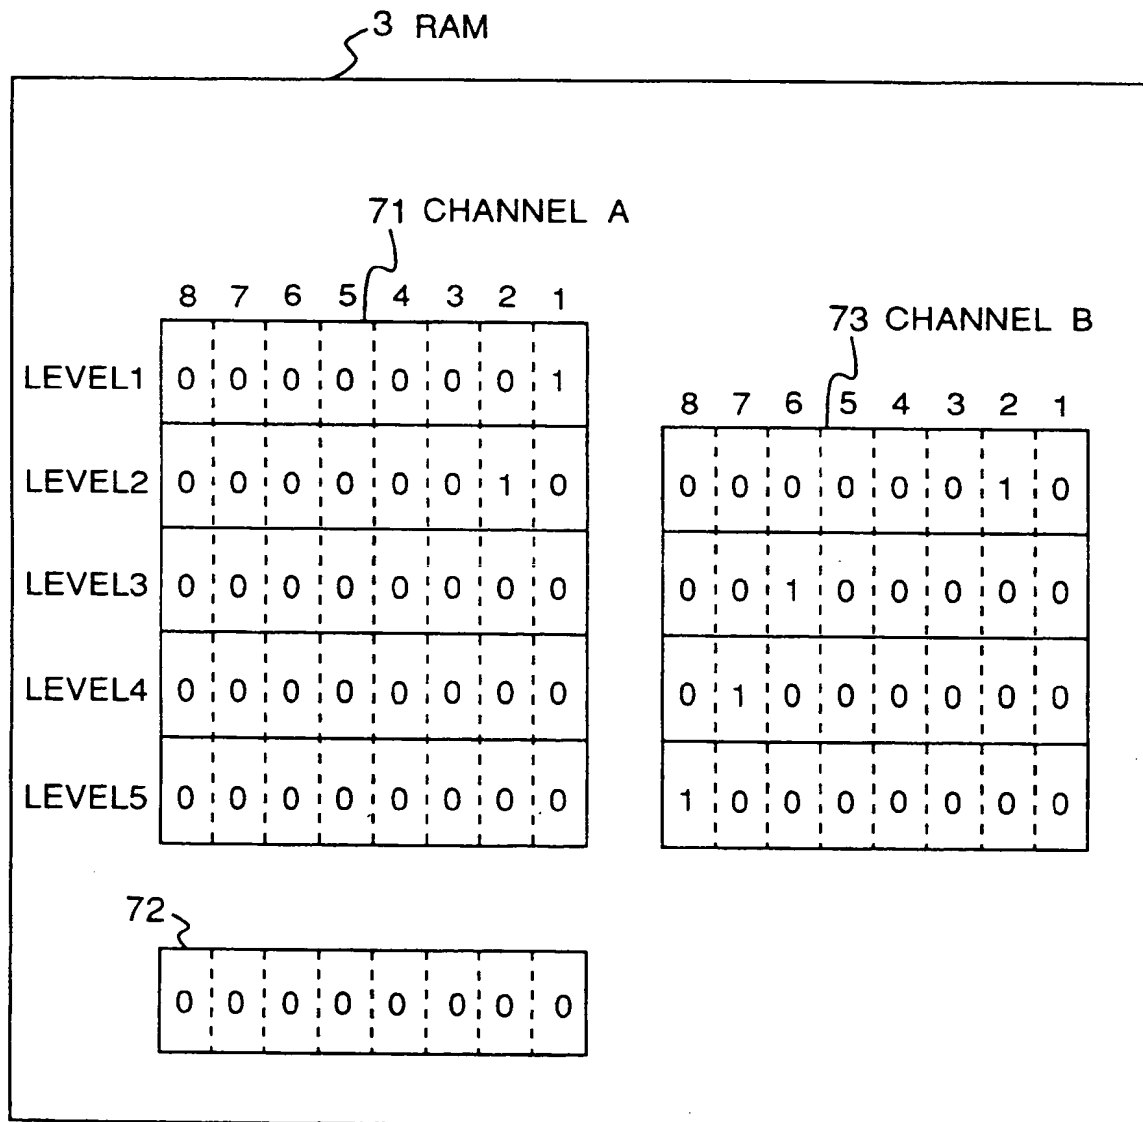 3 RAM
71 CHANNEL A
8 7 6 5 4 3 2 1
73 CHANNEL B
LEVEL1 0 0 0 0 0 0 0 1
8 7 6 5 4 3 2 1
LEVEL2 0 0 0 0 0 0 1 0
0 0 0 0 0 0 1 0
LEVEL3 0 0 0 0 0 0 0 0
0 0 1 0 0 0 0 0
LEVEL4 0 0 0 0 0 0 0 0
0 1 0 0 0 0 0 0
LEVEL5 0 0 0 0 0 0 0 0
1 0 0 0 0 0 0 0
72
0 0 0 0 0 0 0 0